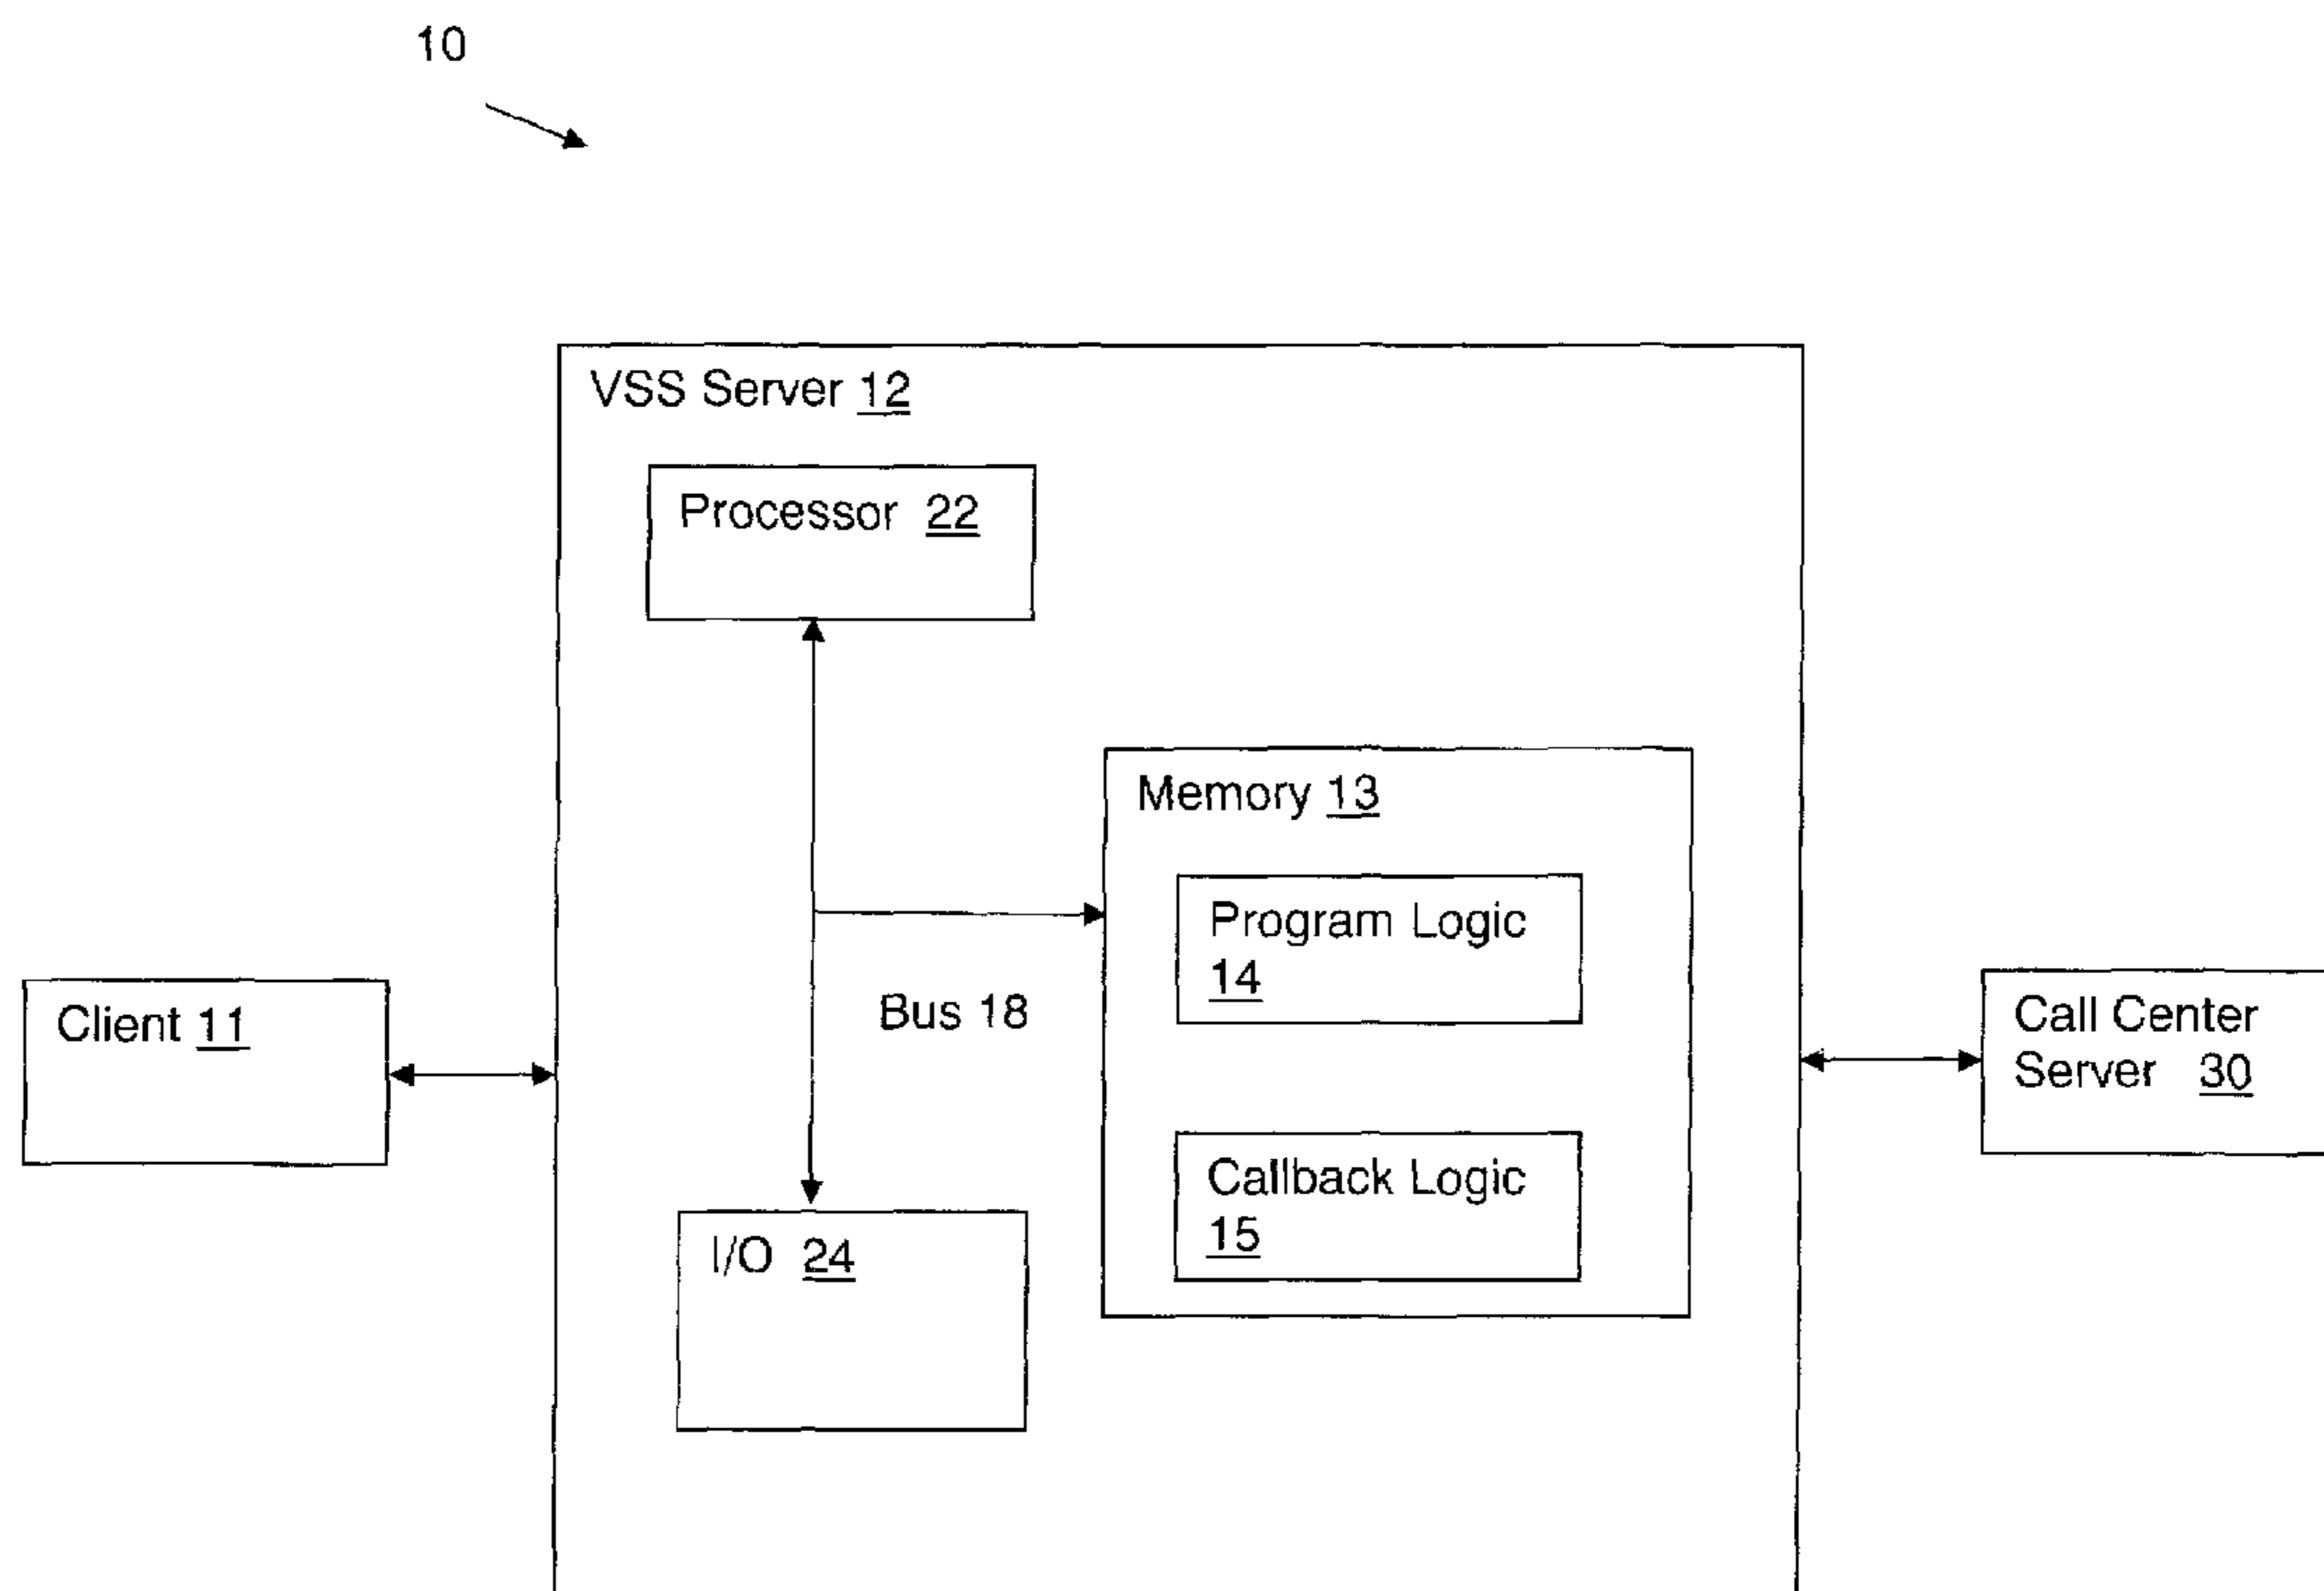 10
VSS Server 12
Processor 22
Memory 13
Program Logic
14
Bus 18
Client 11
Call Center
Server 30
Callback Logic
15
I/O 24